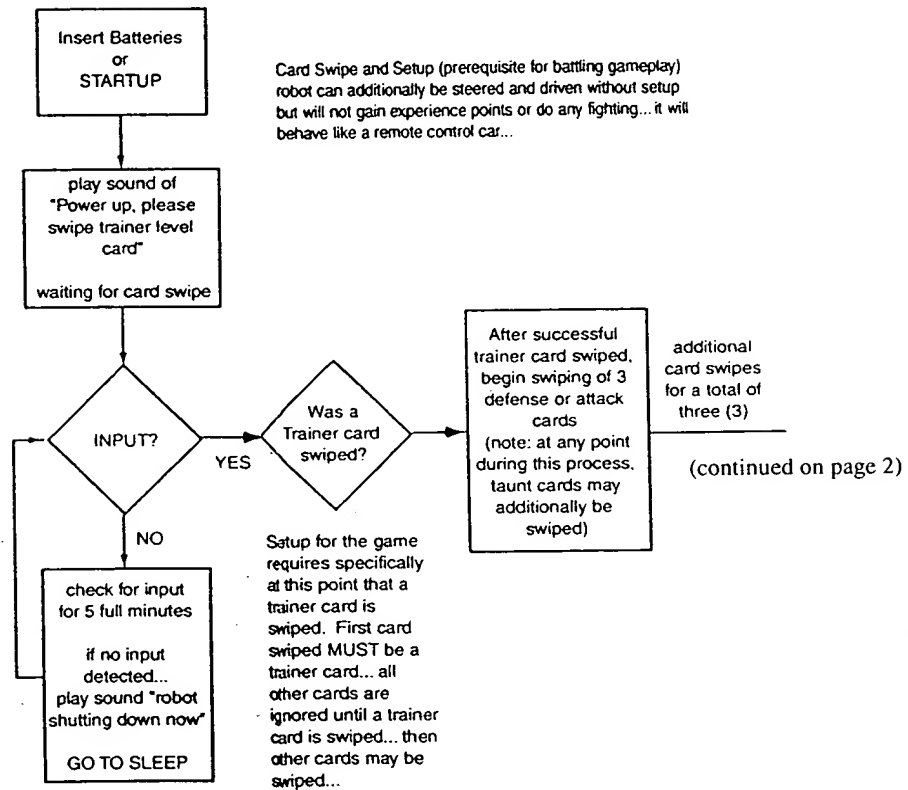 Insert Batteries
or
STARTUP
Card Swipe and Setup (prerequisite for battling gameplay)
robot can additionally be steered and driven without setup
but will not gain experience points or do any fighting... it will
behave like a remote control car...
play sound of
"Power up, please
swipe trainer level
card"
waiting for card swipe
INPUT?
YES
Was a
Trainer card
swiped?
After successful
trainer card swiped,
begin swiping of 3
defense or attack
cards
(note: at any point
during this process,
taunt cards may
additionally be
swiped)
additional
card swipes
for a total of
three (3)
(continued on page 2)
NO
check for input
for 5 full minutes
if no input
detected...
play sound "robot
shutting down now"
GO TO SLEEP
Satup for the game
requires specifically
at this point that a
trainer card is
swiped. First card
swiped MUST be a
trainer card... all
other cards are
ignored until a trainer
card is swiped... then
other cards may be
swiped...